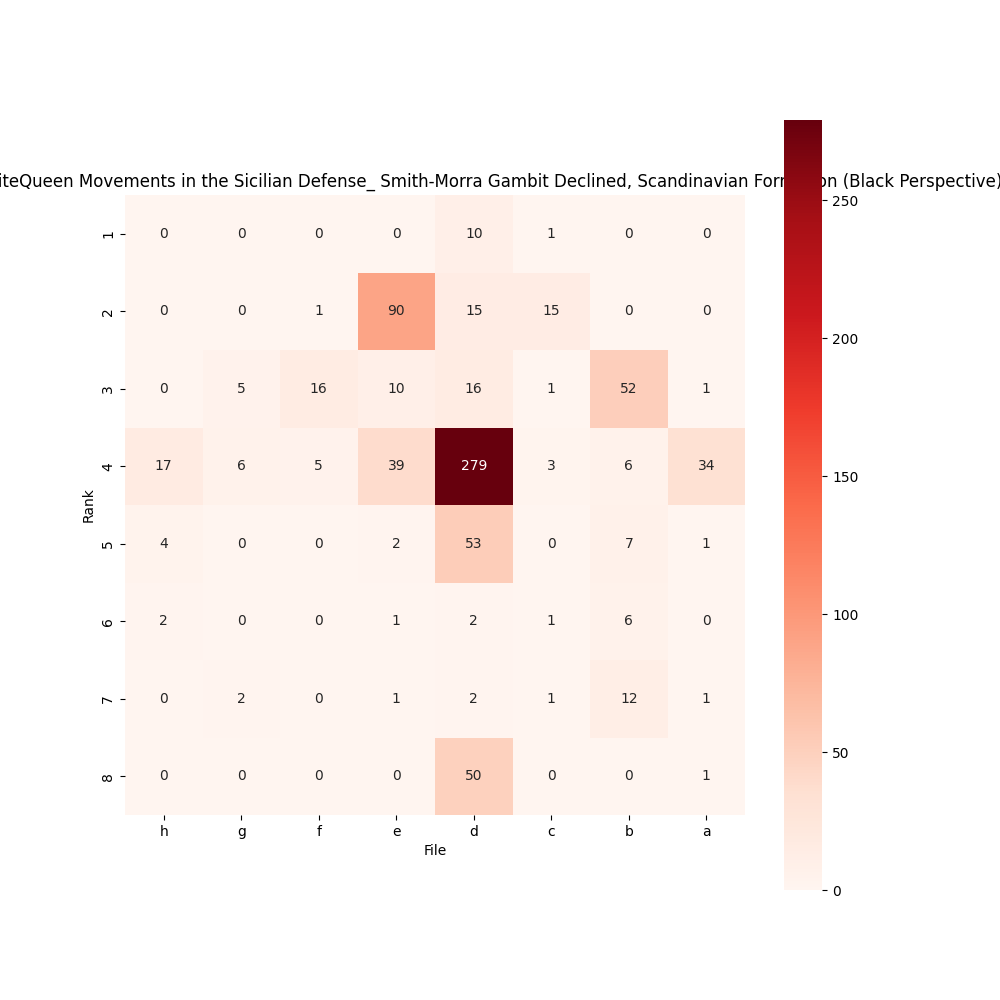 iteQueen Movements in the Sicilian Defense_ Smith-Morra Gambit Declined, Scandinavian Formation (Black Perspective)
250
1 0 0 0 0 10 1 0 0
2 0 0 1 90 15 15 0 0
200
3 0 5 16 10 16 1 52 1
150
4 17 6 5 39 279 3 6 34
Rank
5 4 0 0 2 53 0 7 1
100
6 2 0 0 1 2 1 6 0
7 0 2 0 1 2 1 12 1
50
8 0 0 0 0 50 0 0 1
h g f e d c b a
File
0